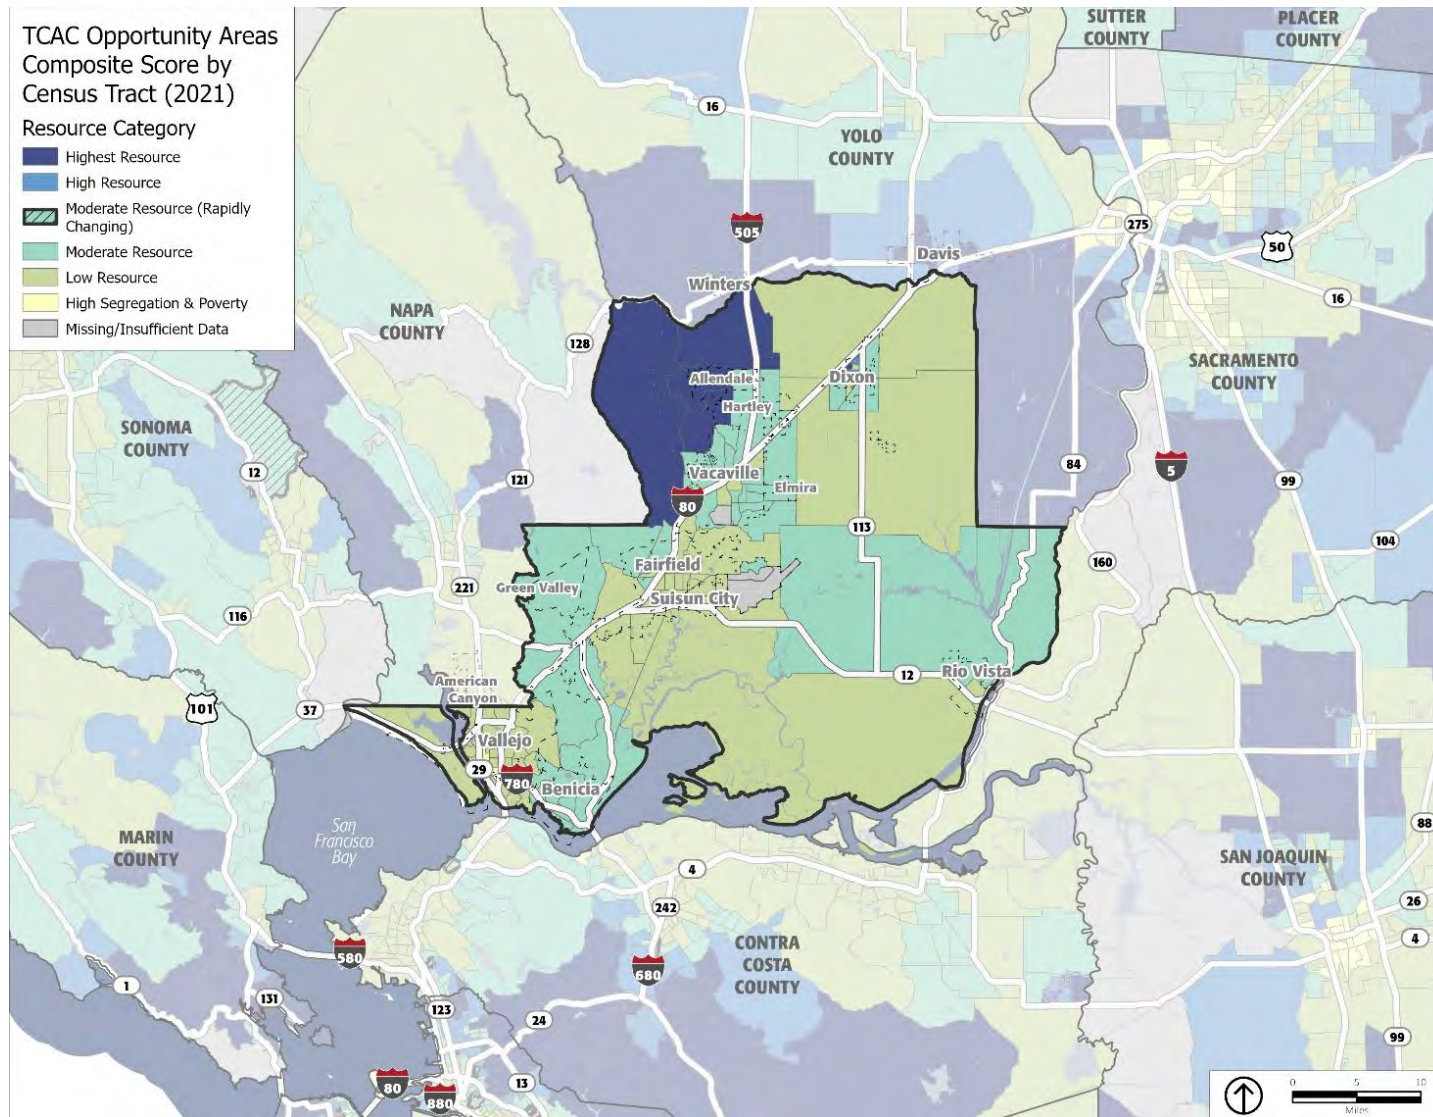 TCAC Opportunity Areas
Composite Score by
Census Tract (2021)
Resource Category
Highest Resource
High Resource
Moderate Resource (Rapidly
Changing)
Moderate Resource
Low Resource
High Segregation & Poverty
Missing/Insufficient Data
SUTTER
COUNTY
PLACER
COUNTY
16
YOLO
COUNTY
505
275
50
Davis
Winters
16
NAPA
COUNTY
128
SACRAMENTO
COUNTY
Allendale
Dixon
Hartley
SONOMA
COUNTY
12
121
Vacaville
Elmira
84
5
99
80
113
104
Fairfield
160
Green Valley
221
Suisun City
116
12
Rio Vista
American
Canyon
101
37
Vallejo
29
780
Benicia
San
Francisco
Bay
MARIN
COUNTY
88
SAN JOAQUIN
COUNTY
4
242
26
4
CONTRA
COSTA
COUNTY
580
680
1
131
123
24
99
80
880
13
0 5 10
Miles